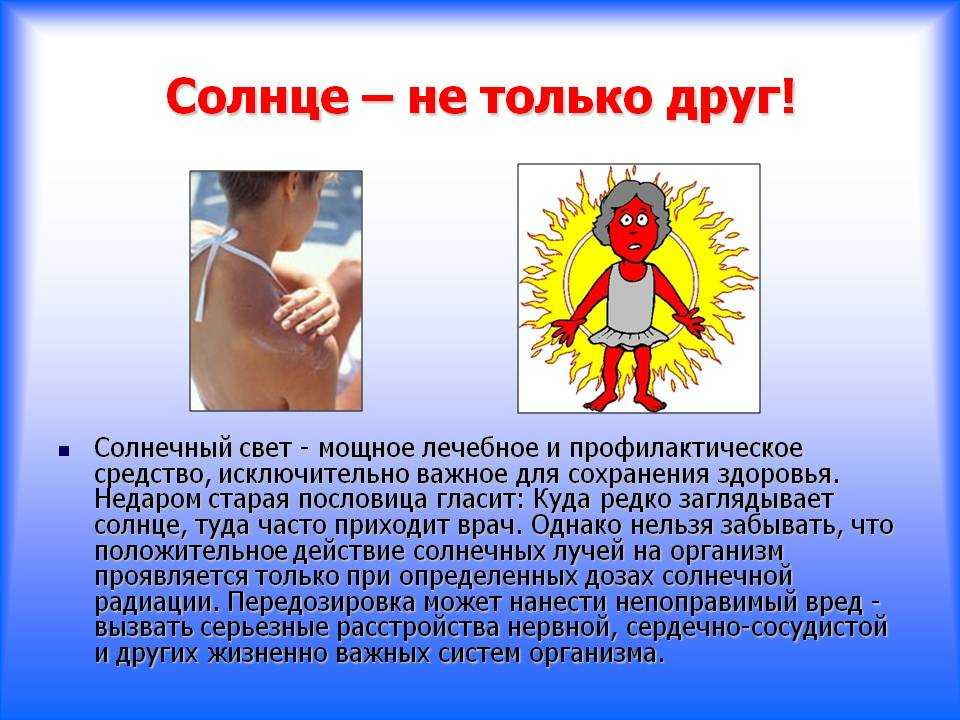 Солнце – не только друг!
Солнечный свет - мощное лечебное и профилактическое
средство, исключительно важное для сохранения здоровья.
Недаром старая пословица гласит: Куда редко заглядывает
солнце, туда часто приходит врач. Однако нельзя забывать, что
положительное действие солнечных лучей на организм
проявляется только при определенных дозах солнечной
радиации. Передозировка может нанести непоправимый вред -
вызвать серьезные расстройства нервной, сердечно-сосудистой
и других жизненно важных систем организма.